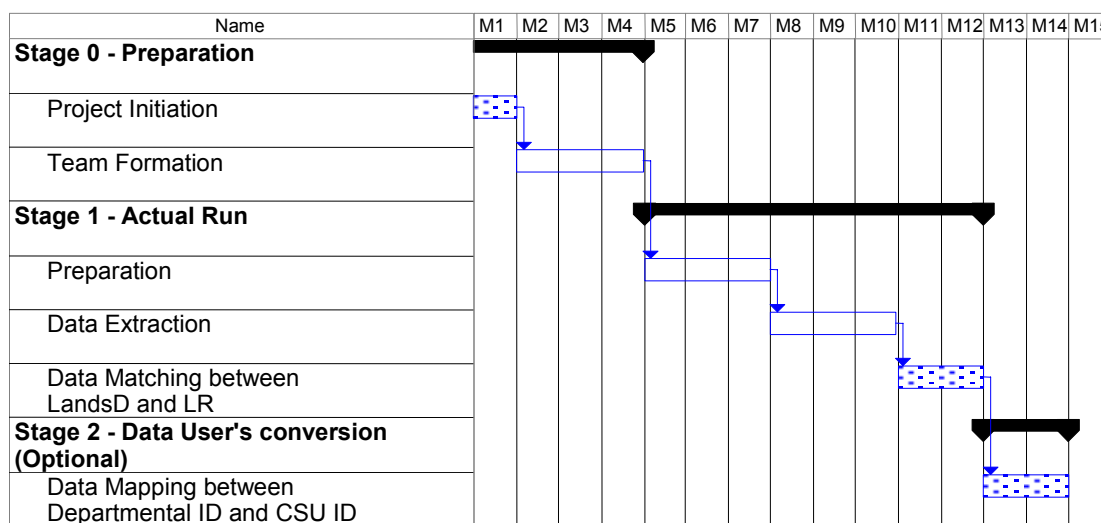 Name M1 M2 M3 M4 M5 M6 M7 M8 M9 M10 M11 M12 M13 M14 M15
Stage 0 - Preparation
Project Initiation
Team Formation
Stage 1 - Actual Run
Preparation
Data Extraction
Data Matching between
LandsD and LR
Stage 2 - Data User's conversion
(Optional)
Data Mapping between
Departmental ID and CSU ID